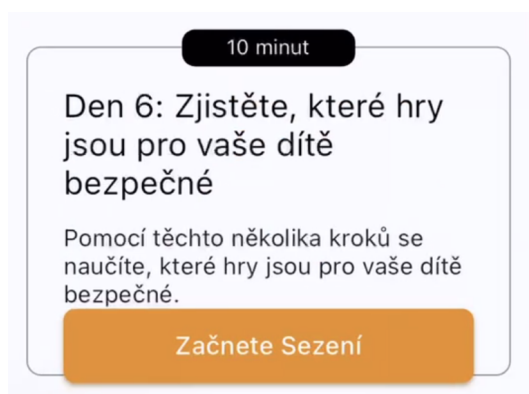 10 minut
Den 6: Zjistěte, které hry
jsou pro vaše dítě
bezpečné
Pomocí těchto několika kroků se
naučíte, které hry jsou pro vaše dítě
bezpečné.
Začnete Sezení